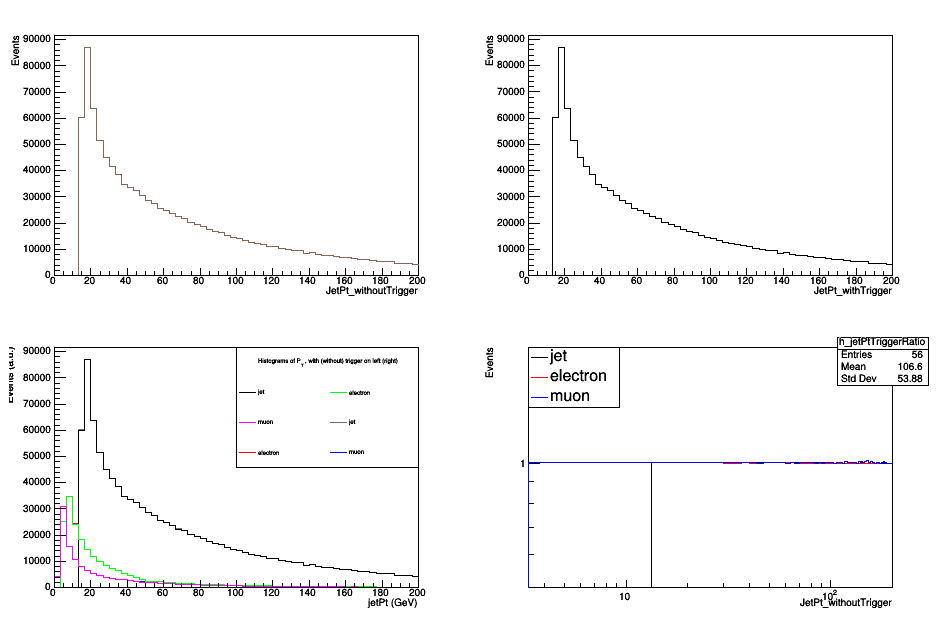 Events
90000
80000
70000
60000
50000
40000
30000
20000
10000
0
0 20 40 60 80 100 120 140 160 180 200
JetPt_withoutTrigger
Events
90000
80000
70000
60000
50000
40000
30000
20000
10000
0
0 20 40 60 80 100 120 140 160 180 200
JetPt_withTrigger
Events (a.u.)
90000
80000
70000
60000
50000
40000
30000
20000
10000
0
0 20 40 60 80 100 120 140 160 180 200
jetPt (GeV)
Histograms of P_T, with (without) trigger on left (right)
jet electron
muon jet
electron muon
Events
1
10 10²
JetPt_withoutTrigger
jet
electron
muon
h_jetPtTriggerRatio
Entries 56
Mean 106.6
Std Dev 53.88